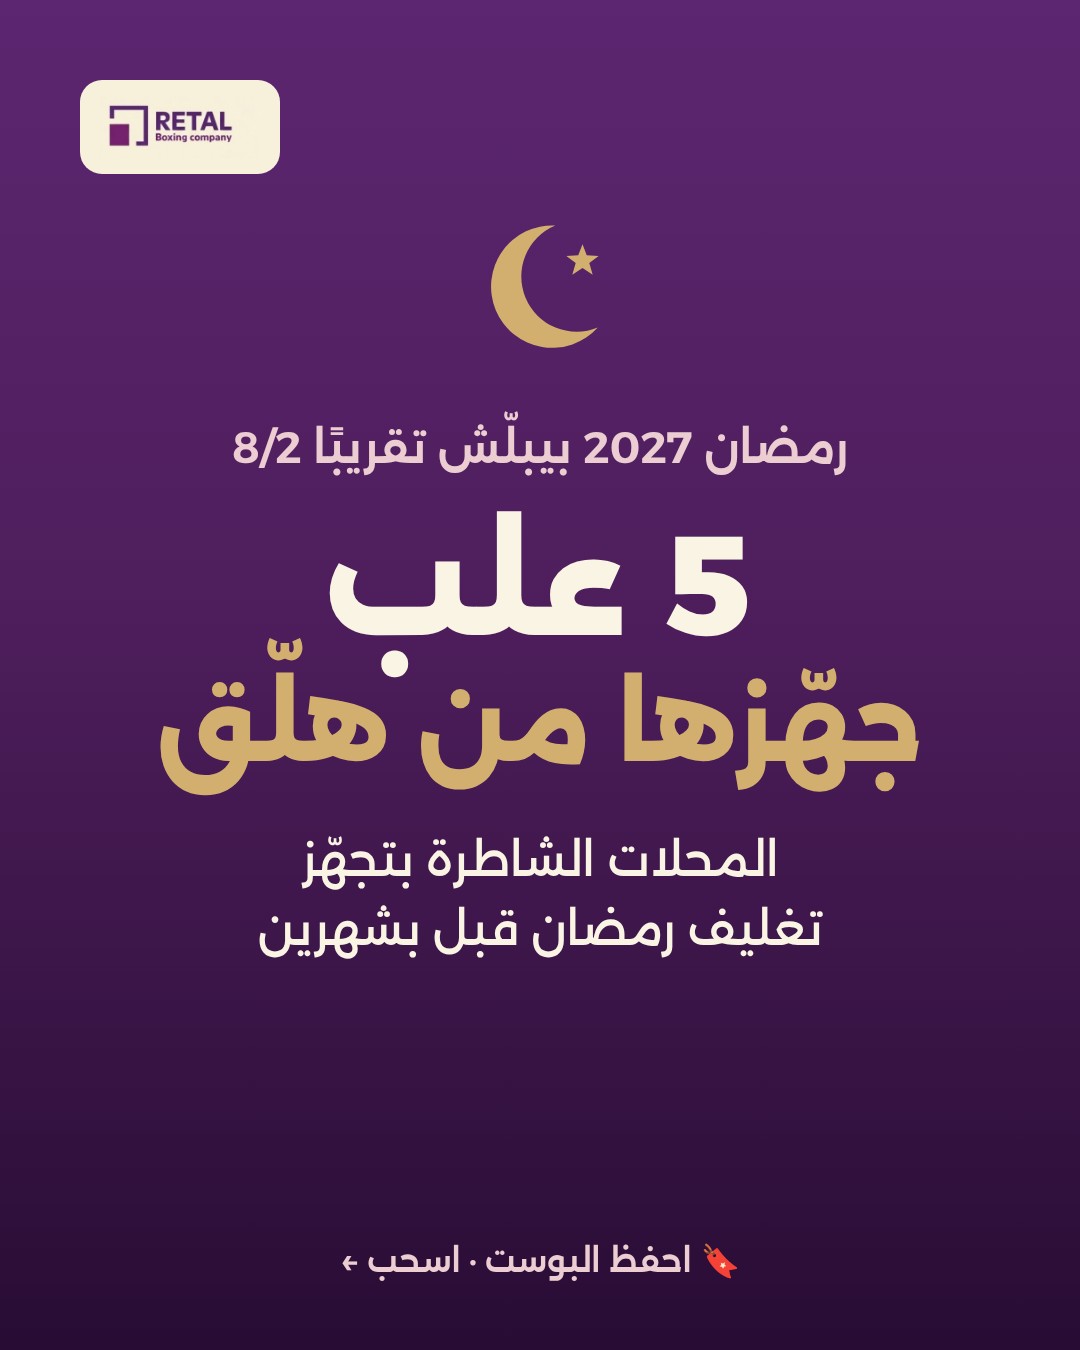 RETAL
Boxing company
رمضان 2027 بيبلّش تقريبًا 8/2
5 علب
جهّزها من هلّق
المحلات الشاطرة بتجهّز
تغليف رمضان قبل بشهرين
🔖 احفظ البوست · اسحب ←